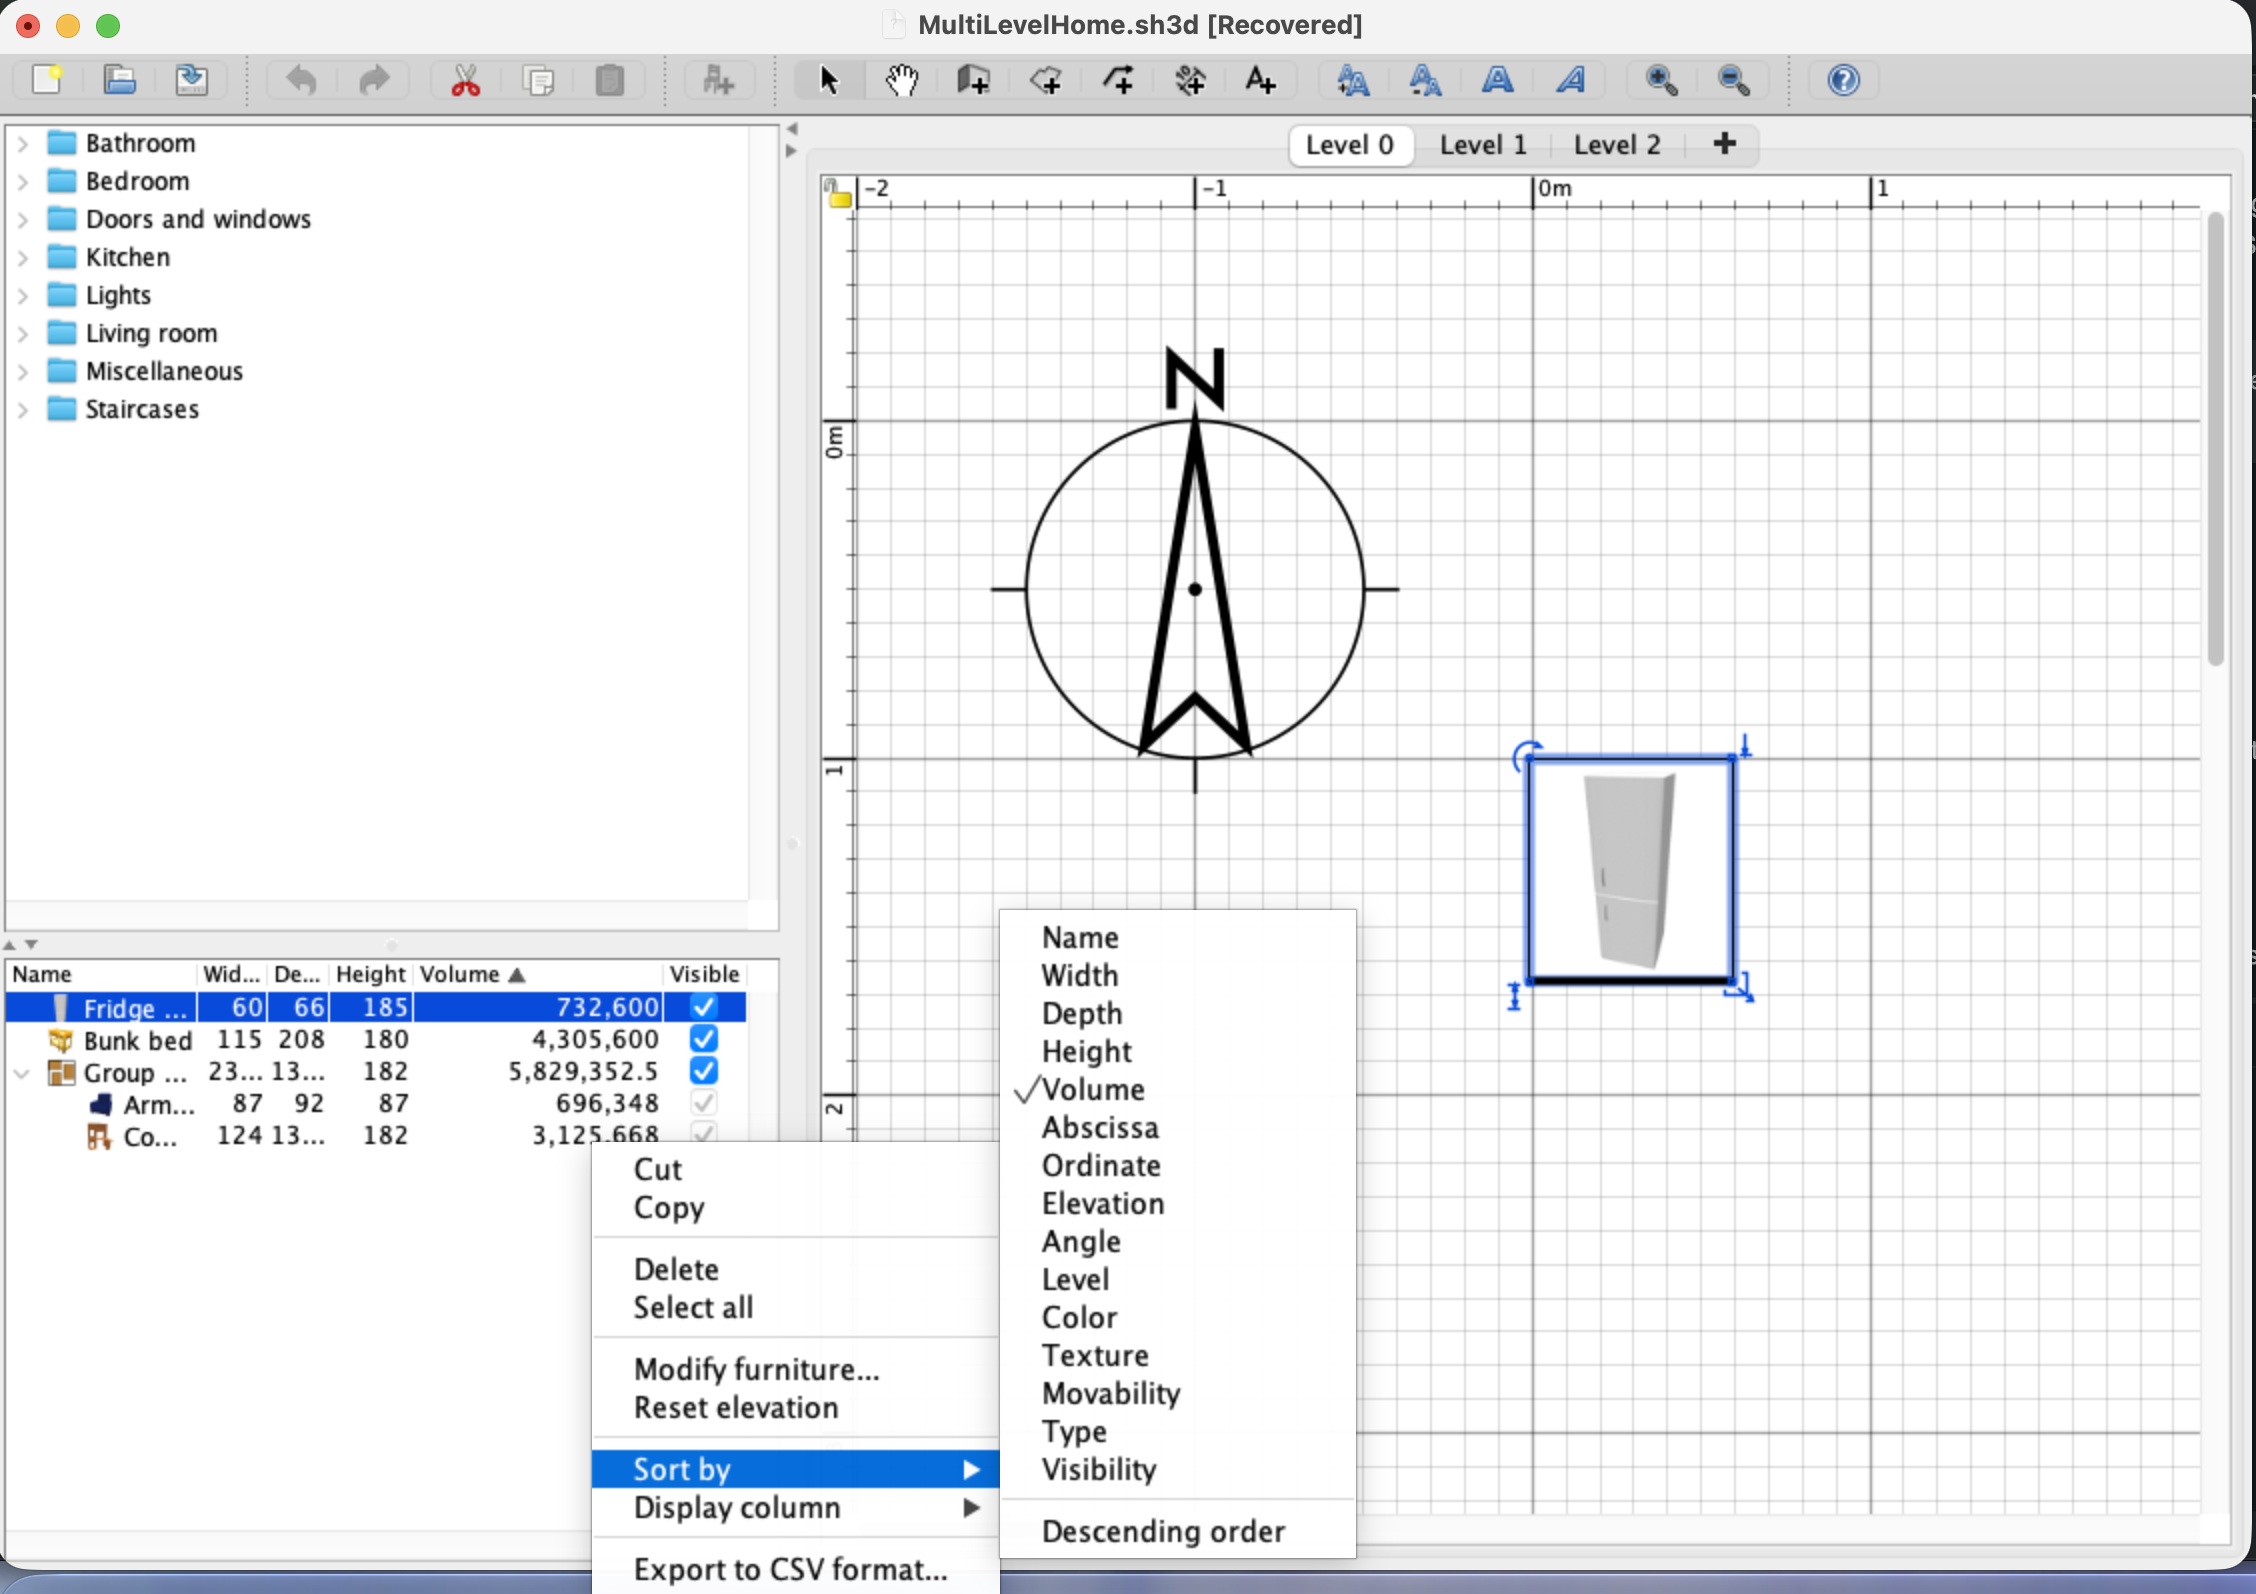 MultiLevelHome.sh3d [Recovered]
Bathroom
Bedroom
Doors and windows
Kitchen
Lights
Living room
Miscellaneous
Staircases
Level 0 Level 1 Level 2 +
-2 -1 0m 1
0m
1
2
N
Name Wid... De... Height Volume Visible
Fridge ... 60 66 185 732,600
Bunk bed 115 208 180 4,305,600
Group ... 23... 13... 182 5,829,352.5
Arm... 87 92 87 696,348
Co... 124 13... 182 3,125,668
Cut
Copy
Delete
Select all
Modify furniture...
Reset elevation
Sort by
Display column
Export to CSV format...
Name
Width
Depth
Height
Volume
Abscissa
Ordinate
Elevation
Angle
Level
Color
Texture
Movability
Type
Visibility
Descending order